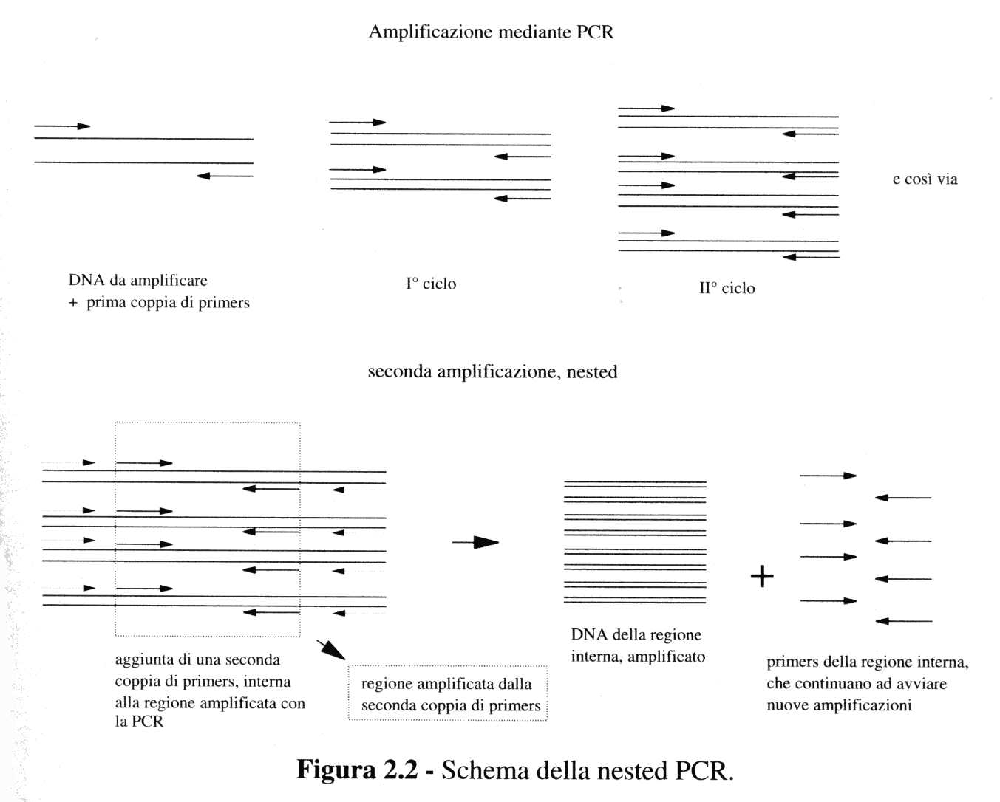 Amplificazione mediante PCR
e così via
DNA da amplificare
+ prima coppia di primers
I° ciclo
II° ciclo
seconda amplificazione, nested
+
aggiunta di una seconda
coppia di primers, interna
alla regione amplificata con
la PCR
regione amplificata dalla
seconda coppia di primers
DNA della regione
interna, amplificato
primers della regione interna,
che continuano ad avviare
nuove amplificazioni
Figura 2.2 - Schema della nested PCR.